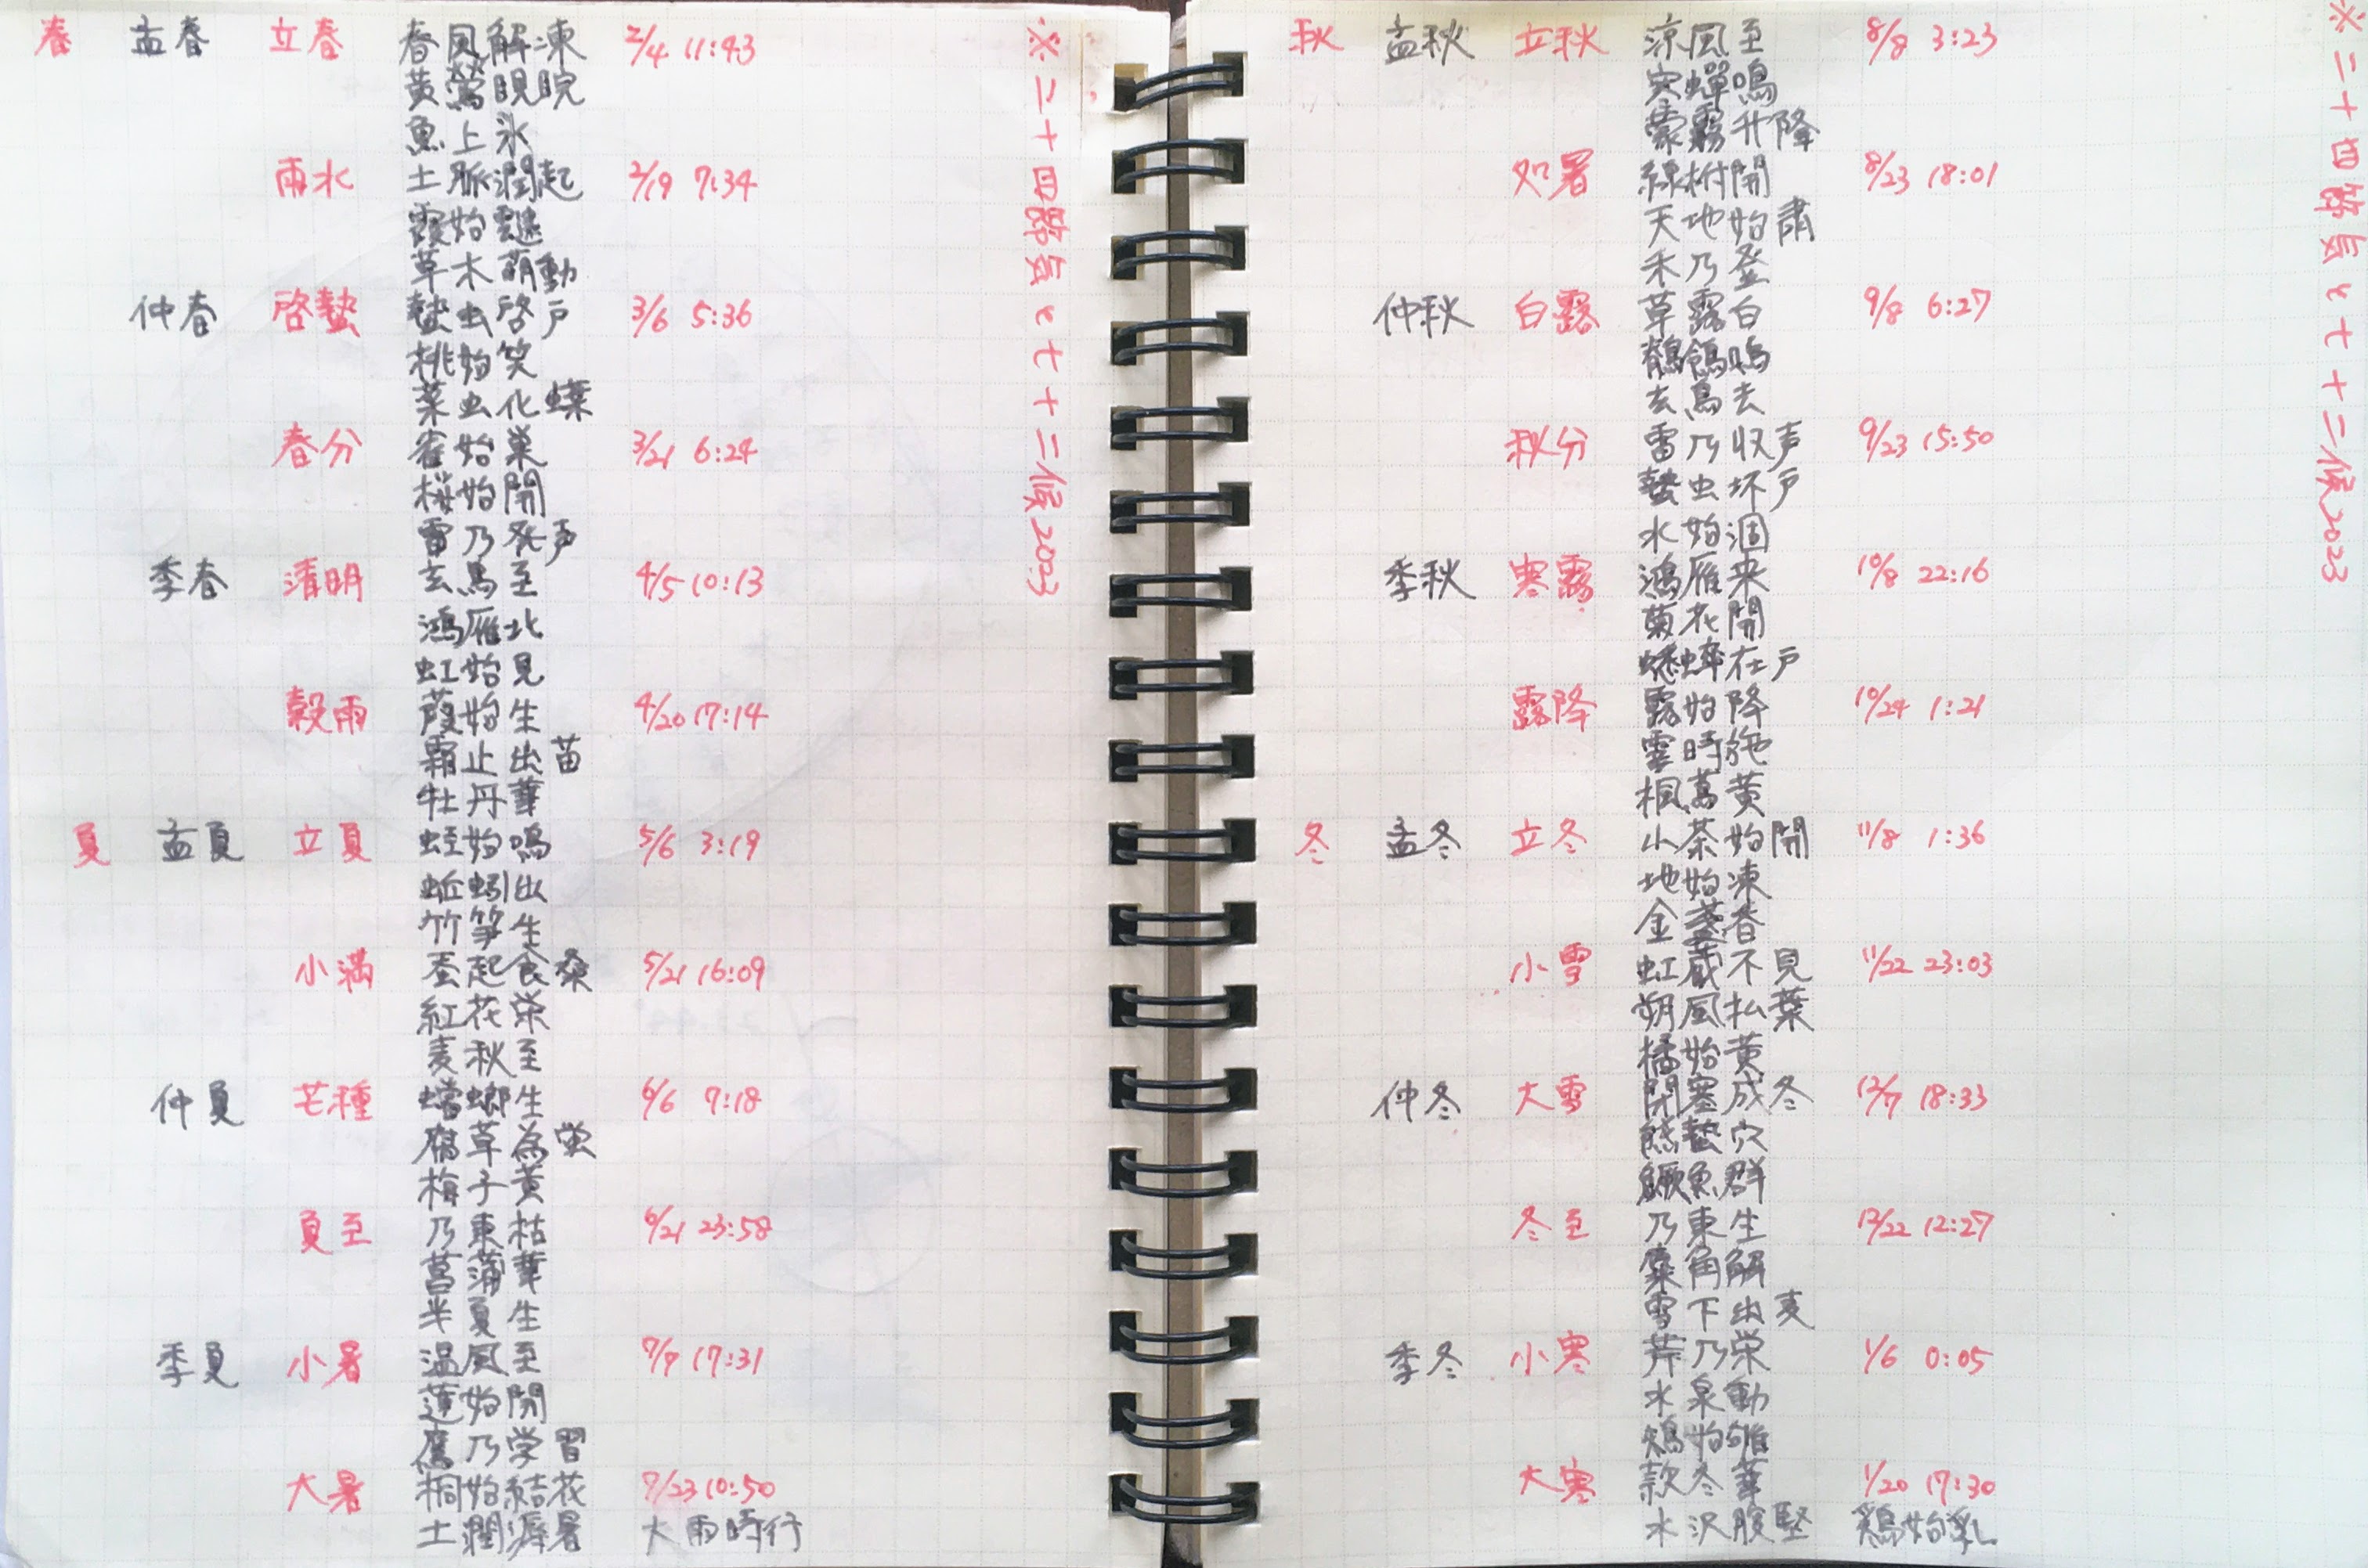 ※二十四節気と七十二候2023
春 孟春 立春 春風解凍 2/4 11:43
黄鶯睍睆
魚上氷
雨水 土脈潤起 2/19 7:34
霞始靆
草木萌動
仲春 啓蟄 蟄虫啓戸 3/6 5:36
桃始笑
菜虫化蝶
春分 雀始巣 3/21 6:24
桜始開
雷乃発声
季春 清明 玄鳥至 4/5 10:13
鴻雁北
虹始見
穀雨 葭始生 4/20 17:14
霜止出苗
牡丹華
夏 孟夏 立夏 蛙始鳴 5/6 3:19
蚯蚓出
竹笋生
小満 蚕起食桑 5/21 16:09
紅花栄
麦秋至
仲夏 芒種 蟷螂生 6/6 7:18
腐草為蛍
梅子黄
夏至 乃東枯 6/21 23:58
菖蒲華
半夏生
季夏 小暑 温風至 7/7 17:31
蓮始開
鷹乃学習
大暑 桐始結花 7/23 10:50
土潤溽暑 大雨時行
※二十四節気と七十二候2023
秋 孟秋 立秋 涼風至 8/8 3:23
寒蝉鳴
蒙霧升降
処暑 綿柎開 8/23 18:01
天地始粛
禾乃登
仲秋 白露 草露白 9/8 6:27
鶺鴒鳴
玄鳥去
秋分 雷乃収声 9/23 15:50
蟄虫坏戸
水始涸
季秋 寒露 鴻雁来 10/8 22:16
菊花開
蟋蟀在戸
露降 露始降 10/24 1:21
霎時施
楓蔦黄
冬 孟冬 立冬 山茶始開 11/8 1:36
地始凍
金盞香
小雪 虹蔵不見 11/22 23:03
朔風払葉
橘始黄
仲冬 大雪 閉塞成冬 12/7 18:33
熊蟄穴
鱖魚群
冬至 乃東生 12/22 12:27
麋角解
雪下出麦
季冬 小寒 芹乃栄 1/6 0:05
水泉動
雉始雊
大寒 款冬華 1/20 17:30
水沢腹堅 鶏始乳